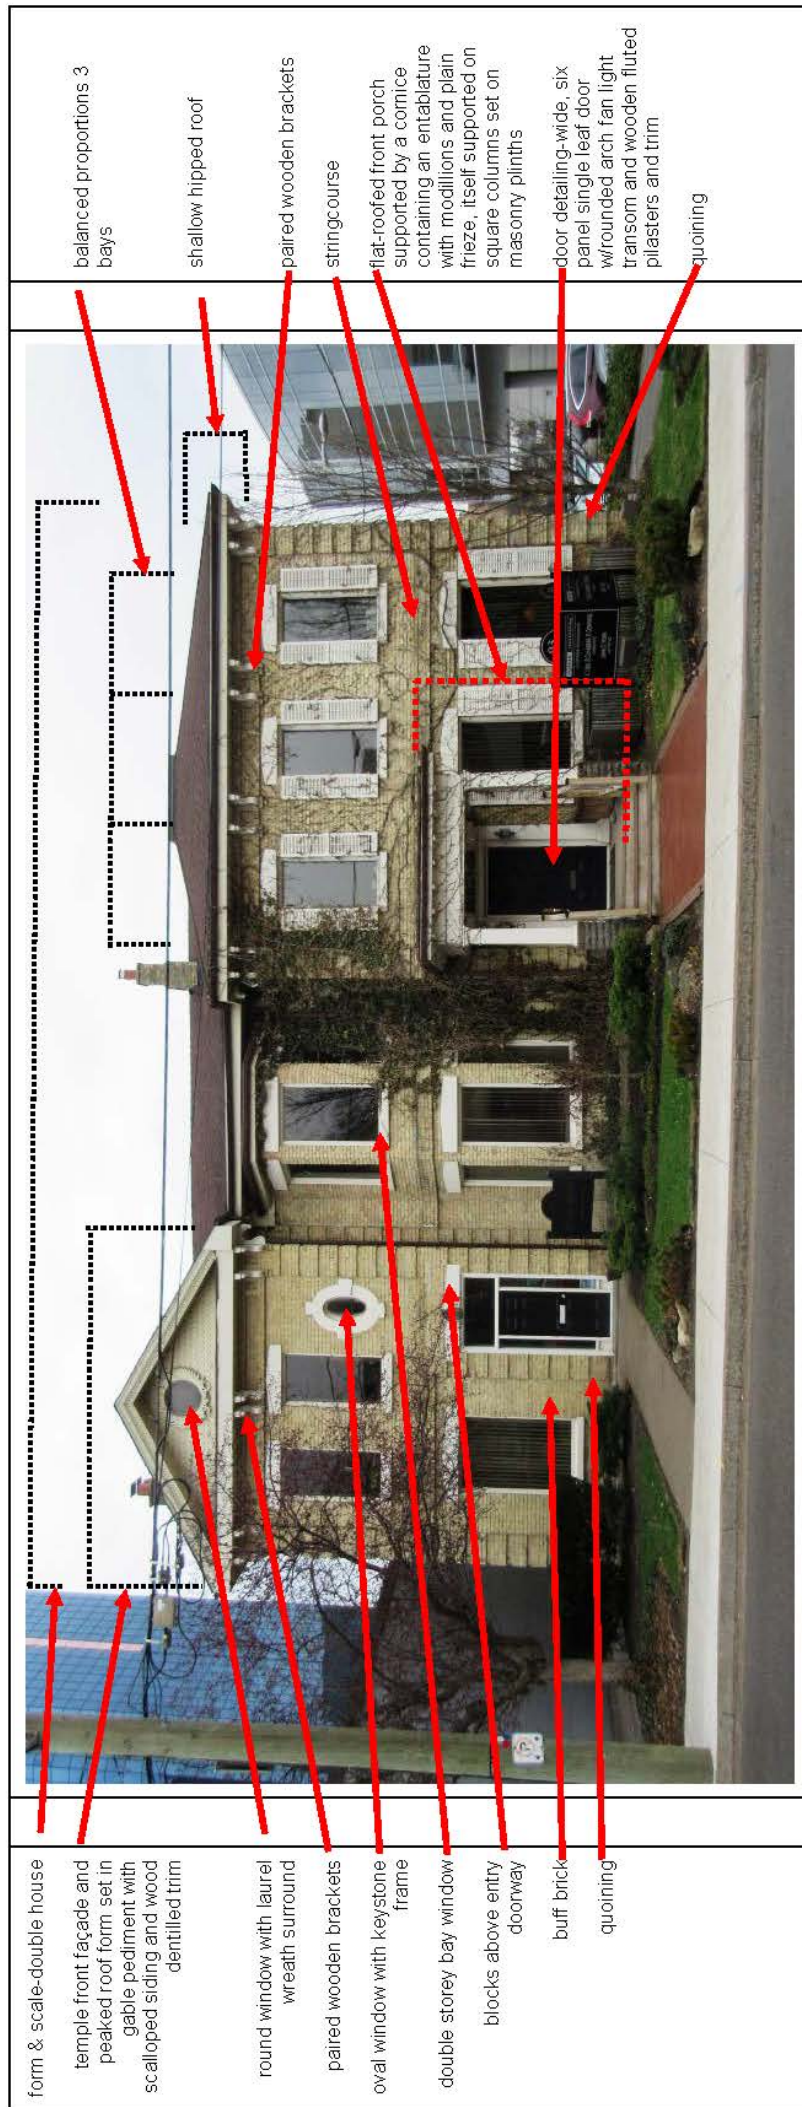 form & scale-double house
temple front façade and
peaked roof form set in
gable pediment with
scalloped siding and wood
dentilled trim
round window with laurel
wreath surround
paired wooden brackets
oval window with keystone
frame
double storey bay window
blocks above entry
doorway
buff brick
quoining
balanced proportions 3
bays
shallow hipped roof
paired wooden brackets
stringcourse
flat-roofed front porch
supported by a cornice
containing an entablature
with modillions and plain
frieze, itself supported on
square columns set on
masonry plinths
door detailing-wide, six
panel single leaf door
w/rounded arch fan light
transom and wooden fluted
pilasters and trim
quoining